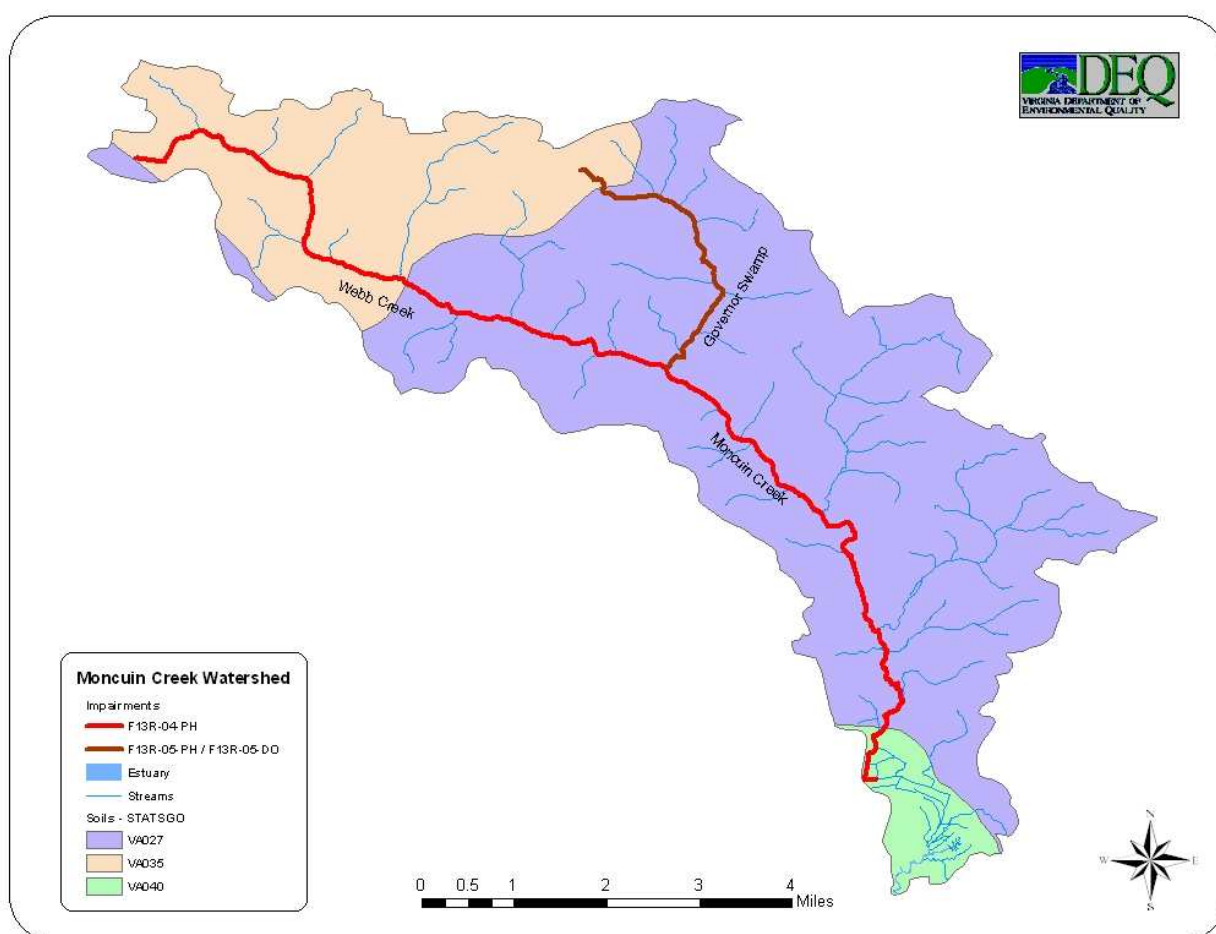 DEQ
VIRGINIA DEPARTMENT OF
ENVIRONMENTAL QUALITY
Webb Creek
Governor Swamp
Moncuin Creek
Moncuin Creek Watershed
Impairments
F13R-04-PH
F13R-05-PH / F13R-05-DO
Estuary
Streams
Soils - STATSGO
VA027
VA035
VA040
0 0.5 1 2 3 4
Miles
N
W E
S